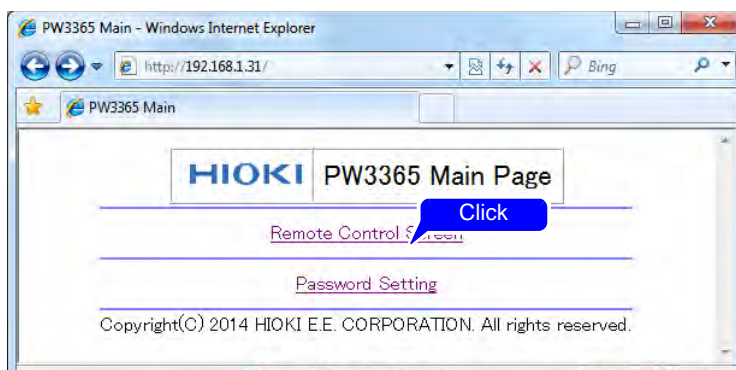 PW3365 Main - Windows Internet Explorer
http://192.168.1.31/
Bing
PW3365 Main
HIOKI PW3365 Main Page
Click
Remote Control Screen
Password Setting
Copyright(C) 2014 HIOKI E.E. CORPORATION. All rights reserved.